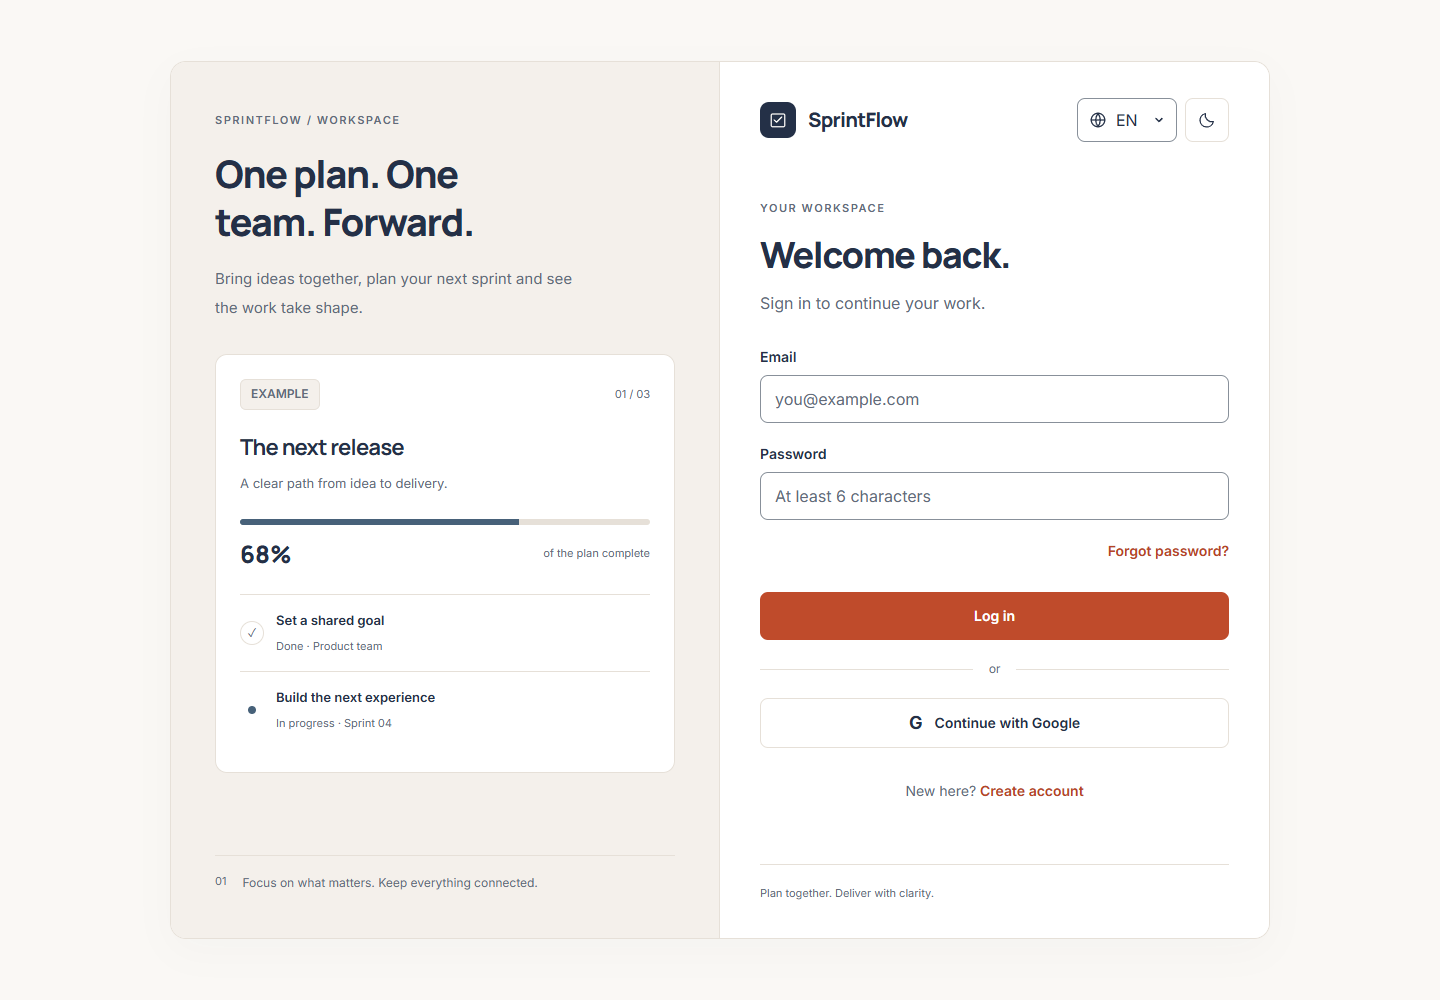 SPRINTFLOW / WORKSPACE
One plan. One
team. Forward.
Bring ideas together, plan your next sprint and see
the work take shape.
EXAMPLE
01 / 03
The next release
A clear path from idea to delivery.
68%
of the plan complete
Set a shared goal
Done · Product team
Build the next experience
In progress · Sprint 04
01
Focus on what matters. Keep everything connected.
SprintFlow
EN
YOUR WORKSPACE
Welcome back.
Sign in to continue your work.
Email
you@example.com
Password
At least 6 characters
Forgot password?
Log in
or
G Continue with Google
New here? Create account
Plan together. Deliver with clarity.